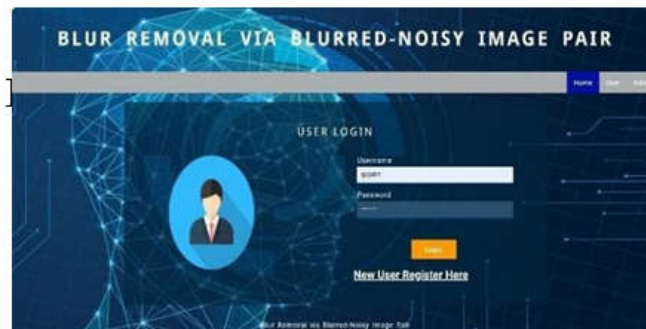 BLUR REMOVAL VIA BLURRED-NOISY IMAGE PAIR
Home User
USER LOGIN
Username
Password
Login
New User Register Here
Blur Removal via Blurred-Noisy Image Pair